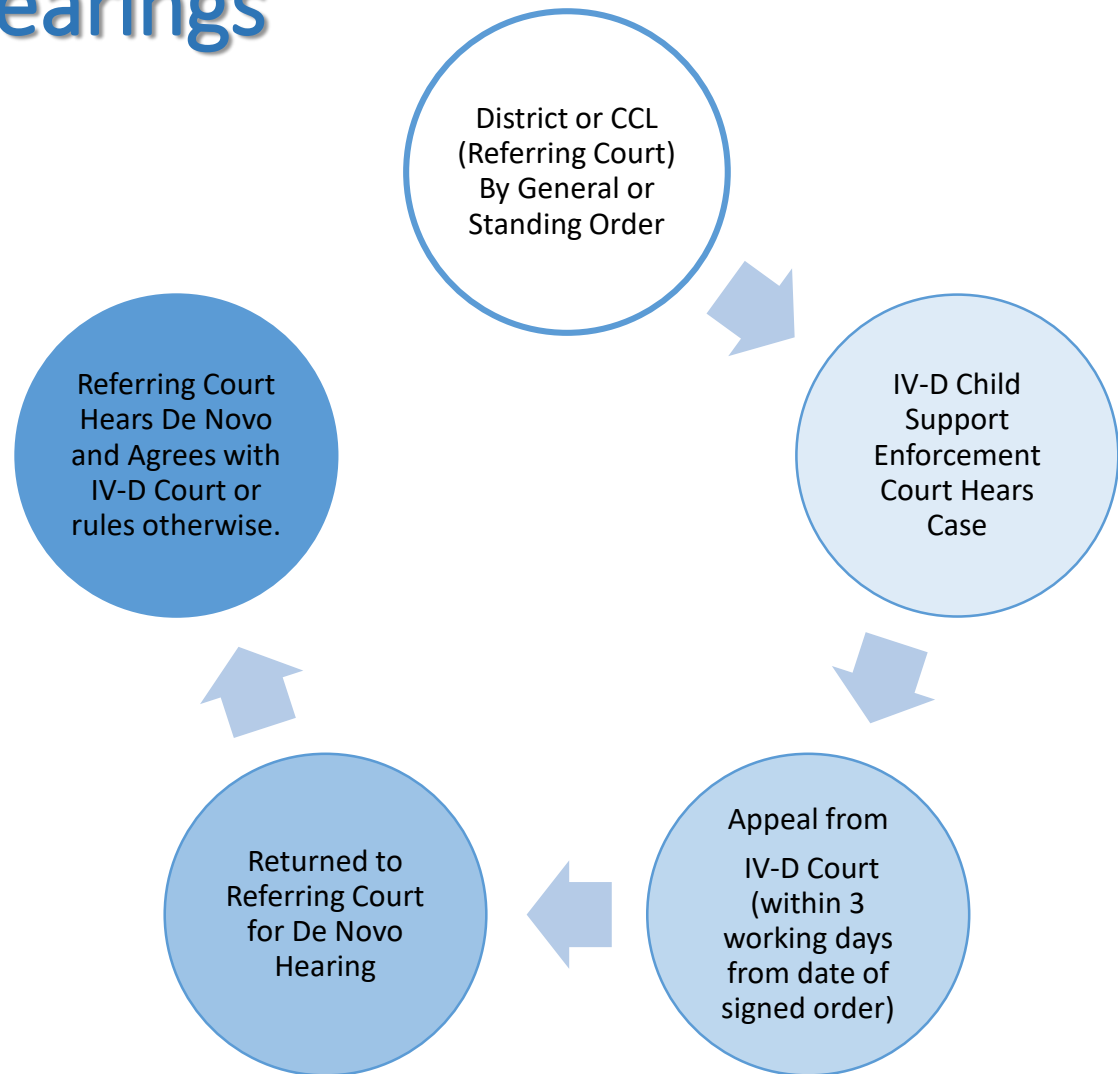 earings
District or CCL
(Referring Court)
By General or
Standing Order
IV-D Child
Support
Enforcement
Court Hears
Case
Appeal from
IV-D Court
(within 3
working days
from date of
signed order)
Returned to
Referring Court
for De Novo
Hearing
Referring Court
Hears De Novo
and Agrees with
IV-D Court or
rules otherwise.